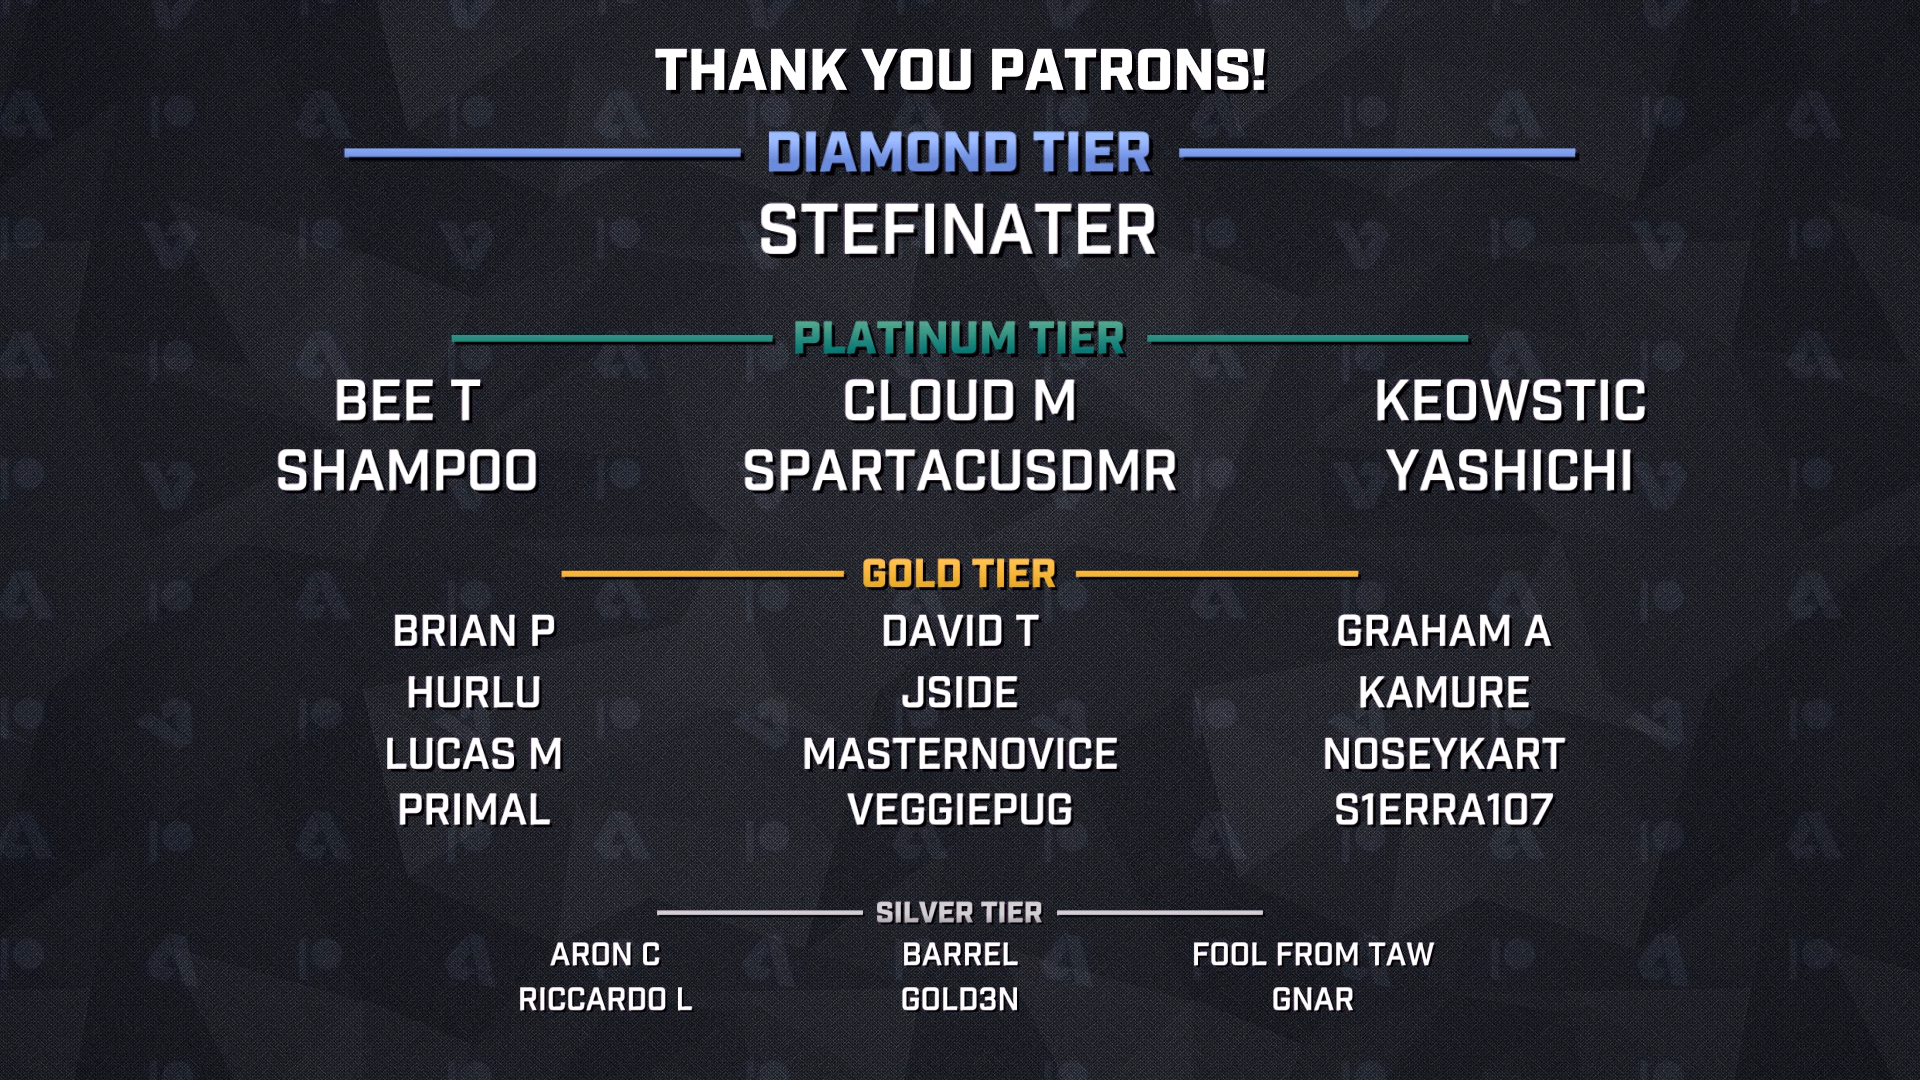 THANK YOU PATRONS!
DIAMOND TIER
STEFINATER
PLATINUM TIER
BEE T CLOUD M KEOWSTIC
SHAMPOO SPARTACUSDMR YASHICHI
GOLD TIER
BRIAN P DAVID T GRAHAM A
HURLU JSIDE KAMURE
LUCAS M MASTERNOVICE NOSEYKART
PRIMAL VEGGIEPUG S1ERRA107
SILVER TIER
ARON C BARREL FOOL FROM TAW
RICCARDO L GOLD3N GNAR